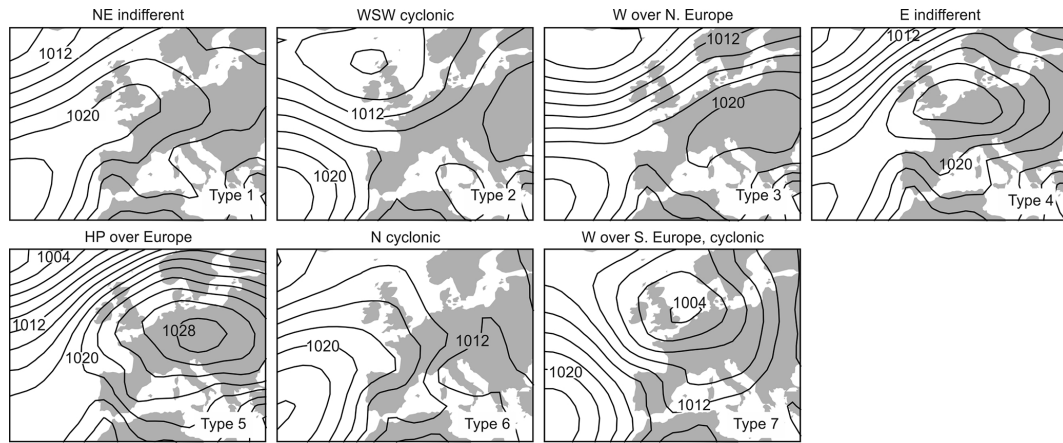 NE indifferent
1012
1020
Type 1
WSW cyclonic
1012
1020
Type 2
W over N. Europe
1012
1020
Type 3
E indifferent
1012
1020
Type 4
HP over Europe
1004
1012
1028
1020
Type 5
N cyclonic
1020
1012
Type 6
W over S. Europe, cyclonic
1004
1020
1012
Type 7